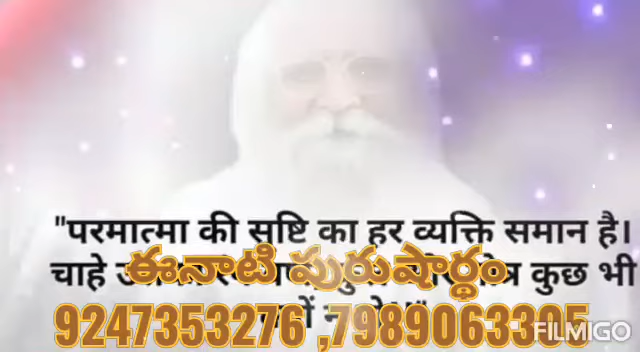 "परमात्मा की सृष्टि का हर व्यक्ति समान है।
चाहे
कुछ भी
ఈనాటి పురుషార్థం
9247353276 ,7989063305
FILMIGO